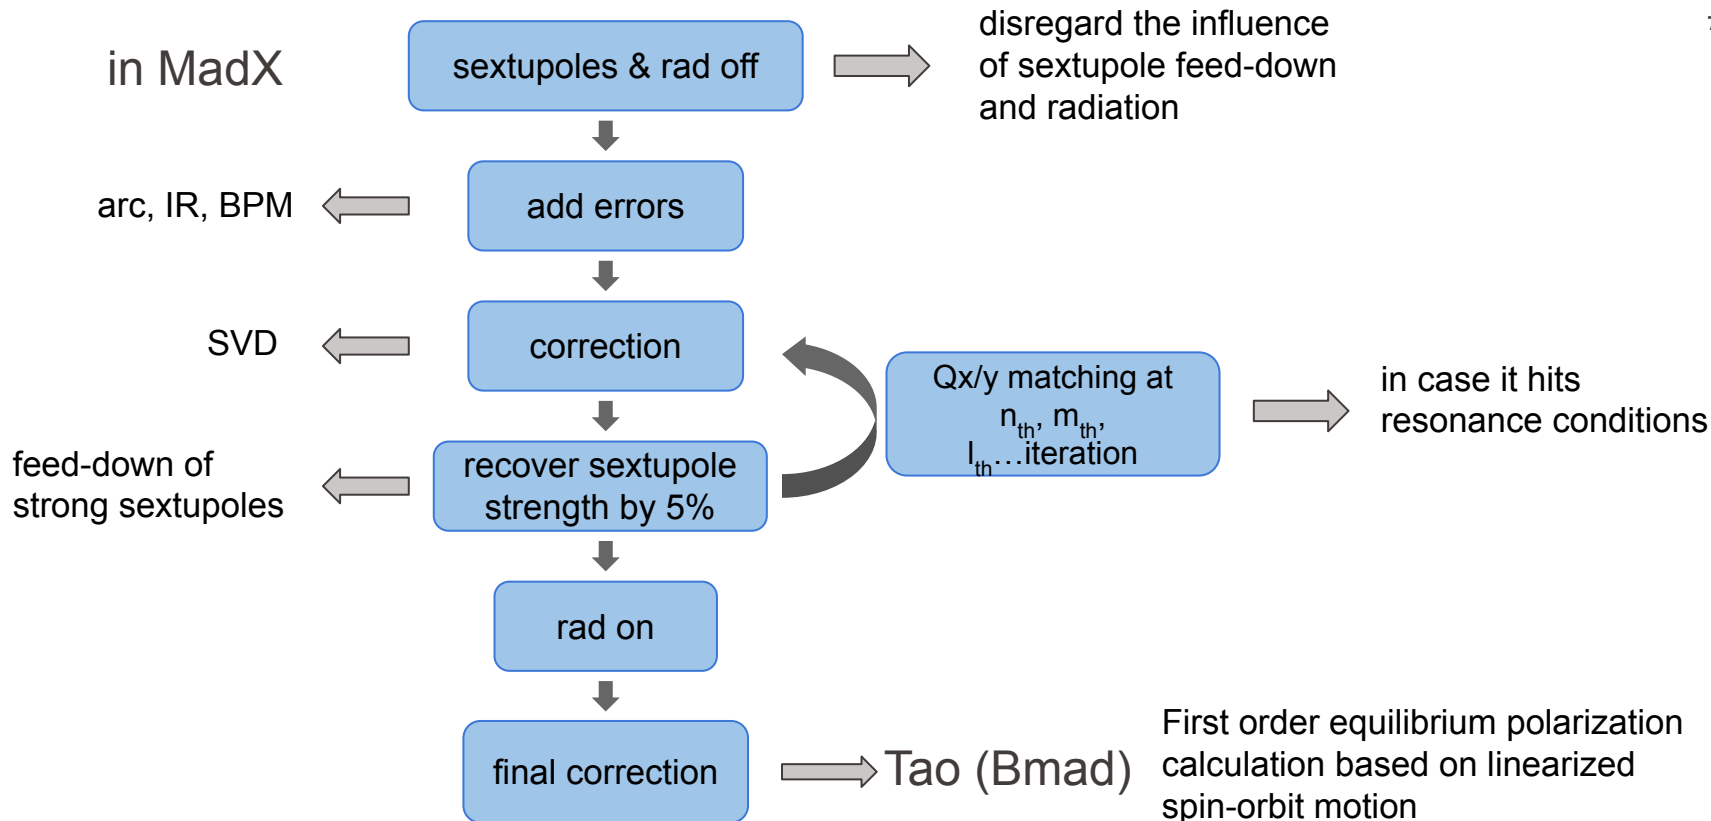 in MadX
sextupoles & rad off
disregard the influence
of sextupole feed-down
and radiation
arc, IR, BPM
add errors
SVD
correction
Qx/y matching at
nth, mth,
lth…iteration
in case it hits
resonance conditions
feed-down of
strong sextupoles
recover sextupole
strength by 5%
rad on
final correction
Tao (Bmad)
First order equilibrium polarization
calculation based on linearized
spin-orbit motion